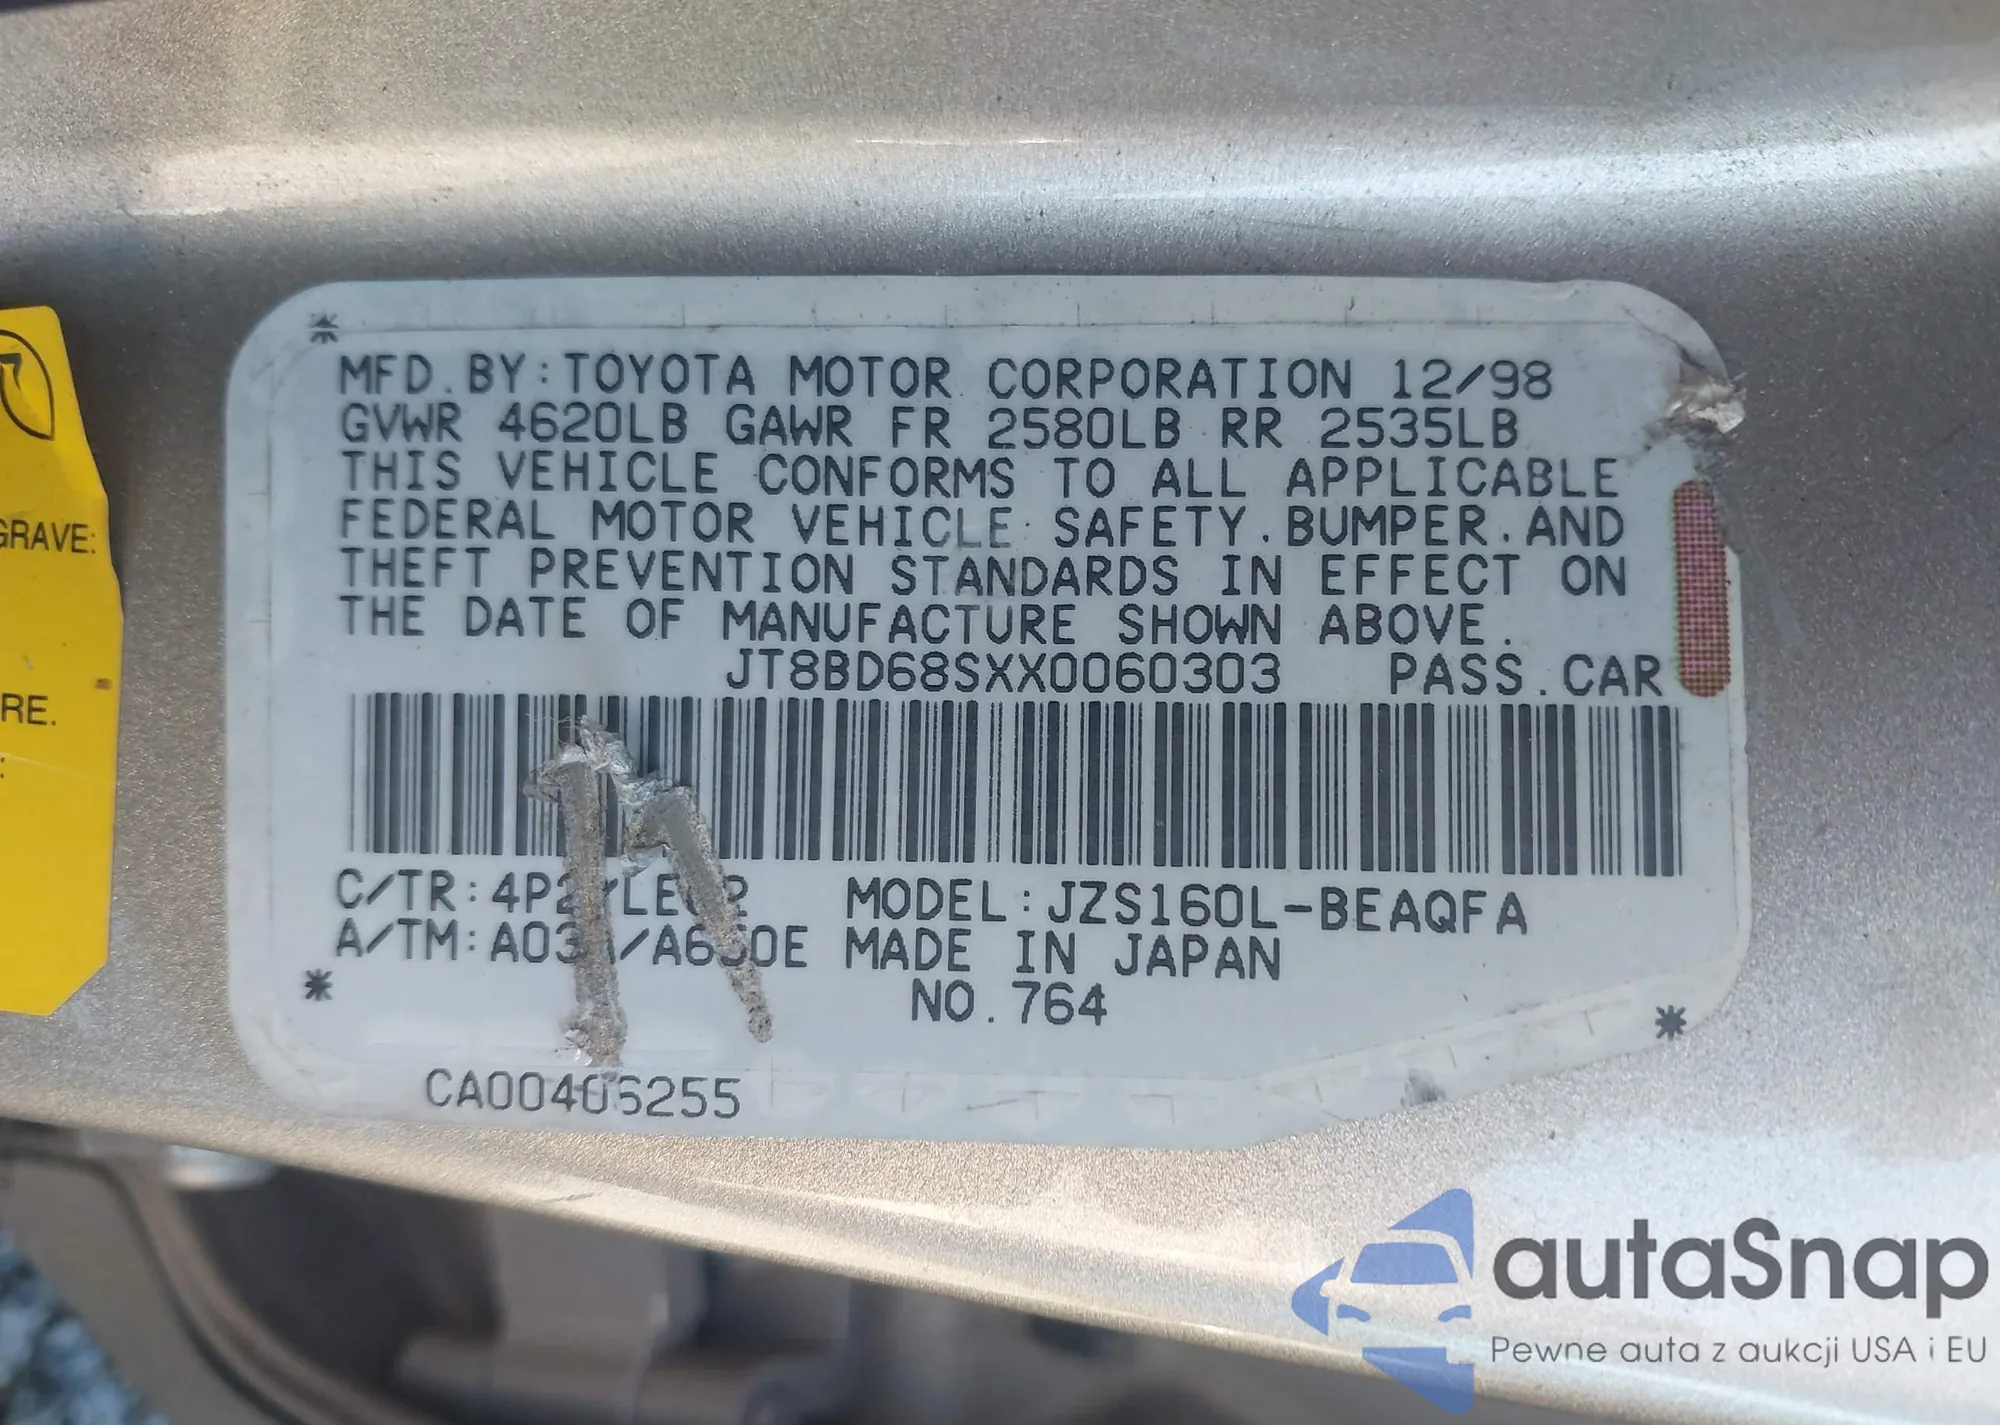 MFD.BY:TOYOTA MOTOR CORPORATION 12/98
GVWR 4620LB GAWR FR 2580LB RR 2535LB
THIS VEHICLE CONFORMS TO ALL APPLICABLE
FEDERAL MOTOR VEHICLE SAFETY.BUMPER.AND
THEFT PREVENTION STANDARDS IN EFFECT ON
THE DATE OF MANUFACTURE SHOWN ABOVE.
JT8BD68SXX0060303 PASS.CAR
C/TR: MODEL:JZS160L-BEAQFA
A/TM: MADE IN JAPAN
NO.764
CA00406255
GRAVE:
RE.
autaSnap
Pewne auta z aukcji USA i EU